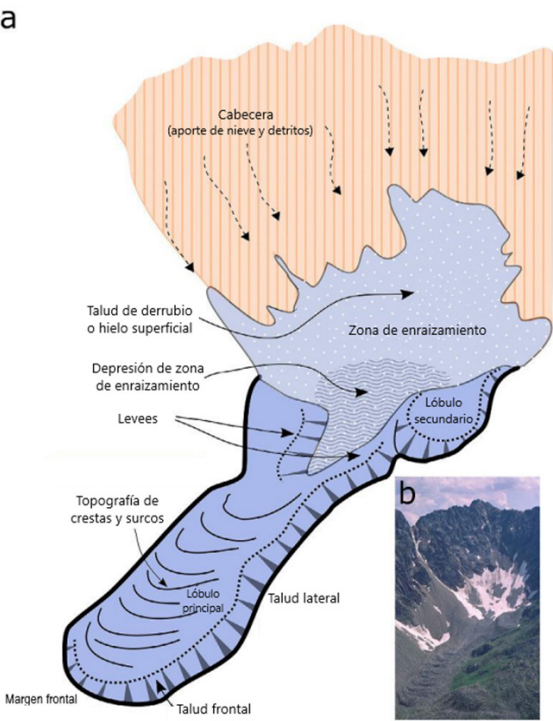 a
Cabecera
(aporte de nieve y detritos)
Talud de derrubio
o hielo superficial
Zona de enraizamiento
Depresión de zona
de enraizamiento
Lóbulo
secundario
Levees
b
Topografía de
crestas y surcos
Lóbulo
principal
Talud lateral
Margen frontal
Talud frontal